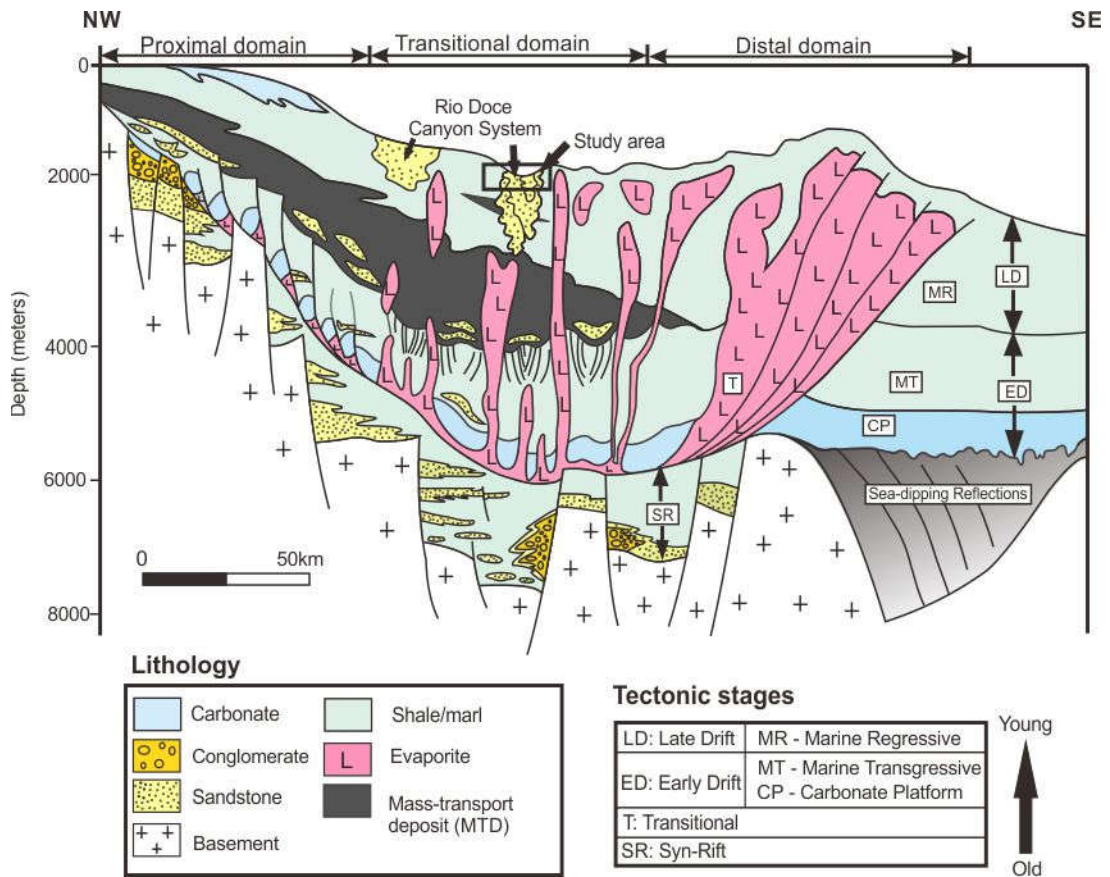 NW
SE
Proximal domain
Transitional domain
Distal domain
0
2000
4000
6000
8000
Depth (meters)
Rio Doce
Canyon System
Study area
L L L L L L L L L L L L L L L L L L L L
MR
LD
MT
ED
T
CP
SR
Sea-dipping Reflections
0 50km
Lithology
Carbonate
Shale/marl
Conglomerate
L Evaporite
Sandstone
Mass-transport
deposit (MTD)
Basement
Tectonic stages
LD: Late Drift
MR - Marine Regressive
ED: Early Drift
MT - Marine Transgressive
CP - Carbonate Platform
T: Transitional
SR: Syn-Rift
Young
Old